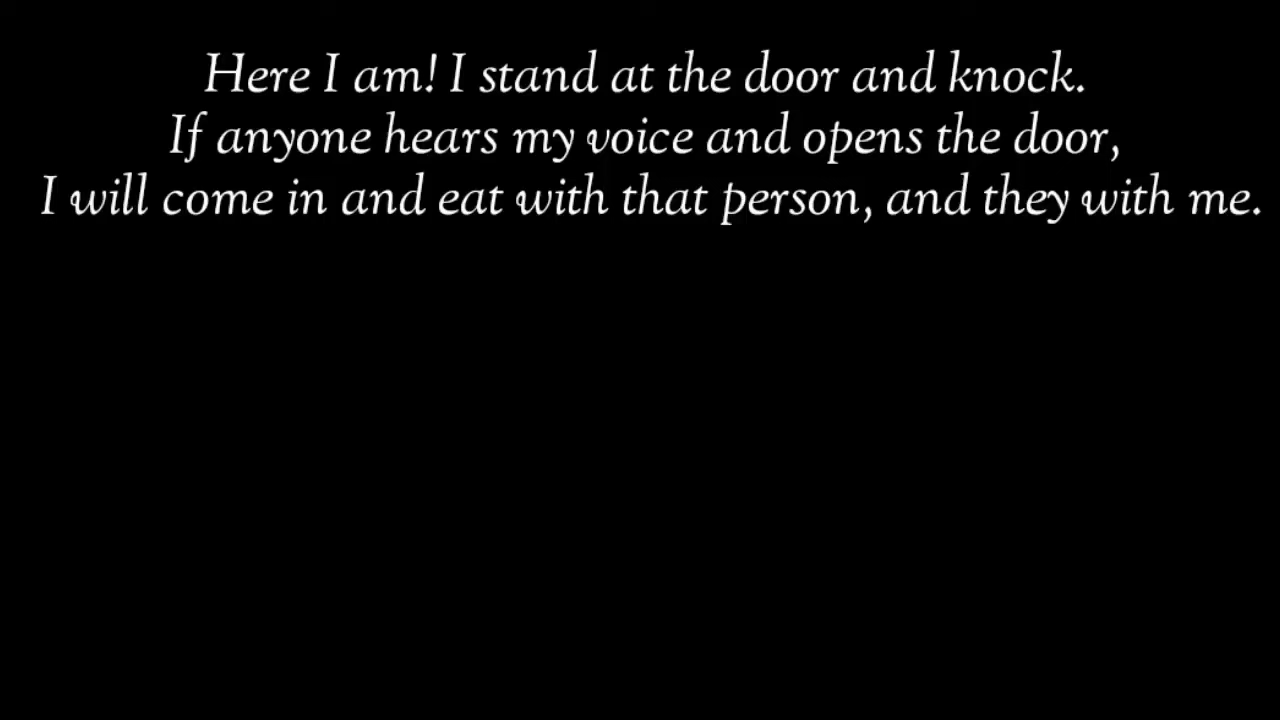 Here I am! I stand at the door and knock.
If anyone hears my voice and opens the door,
I will come in and eat with that person, and they with me.